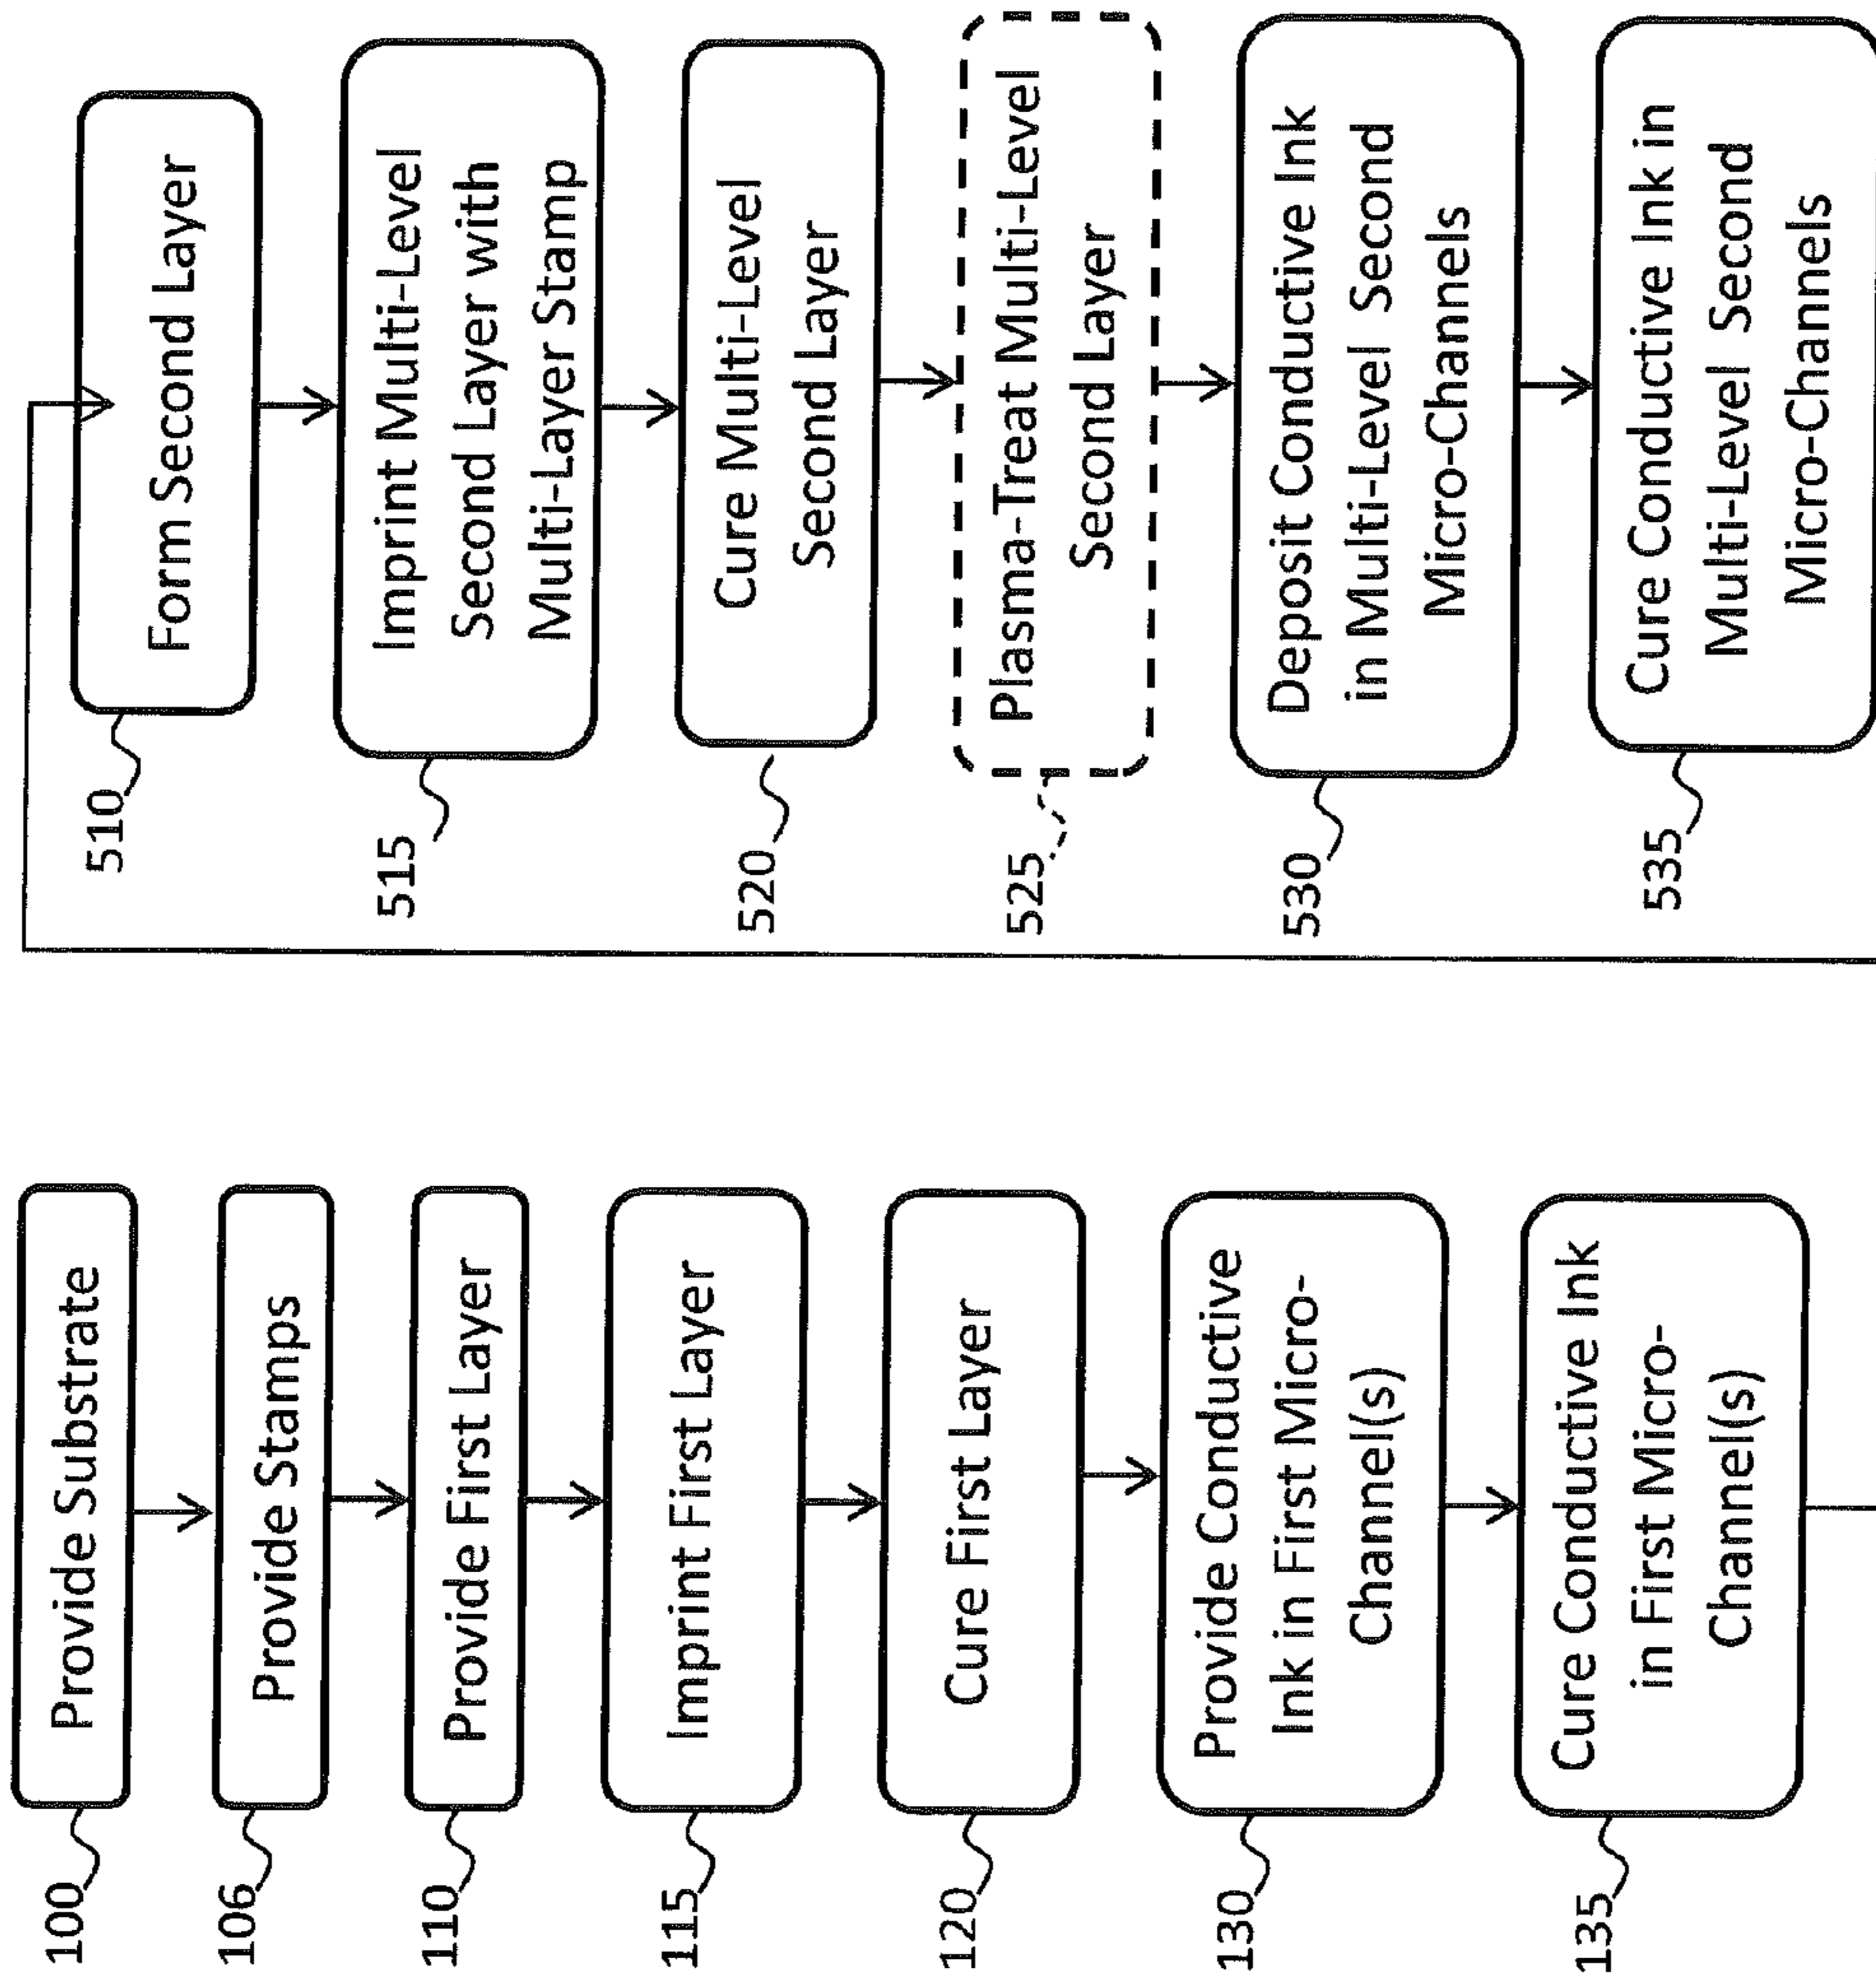 100
Provide Substrate
106
Provide Stamps
110
Provide First Layer
115
Imprint First Layer
120
Cure First Layer
130
Provide Conductive
Ink in First Micro-
Channel(s)
135
Cure Conductive Ink
in First Micro-
Channel(s)
510
Form Second Layer
515
Imprint Multi-Level
Second Layer with
Multi-Layer Stamp
520
Cure Multi-Level
Second Layer
525
Plasma-Treat Multi-Level
Second Layer
530
Deposit Conductive Ink
in Multi-Level Second
Micro-Channels
535
Cure Conductive Ink in
Multi-Level Second
Micro-Channels